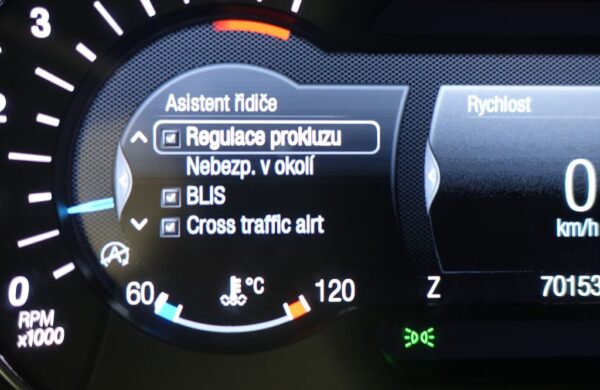 3
2
Asistent řidiče
Regulace prokluzu
Nebezp. v okolí
BLIS
Cross traffic alrt
Rychlost
0
km/h
A
60
°C
120
Z
70153
0
RPM
x1000